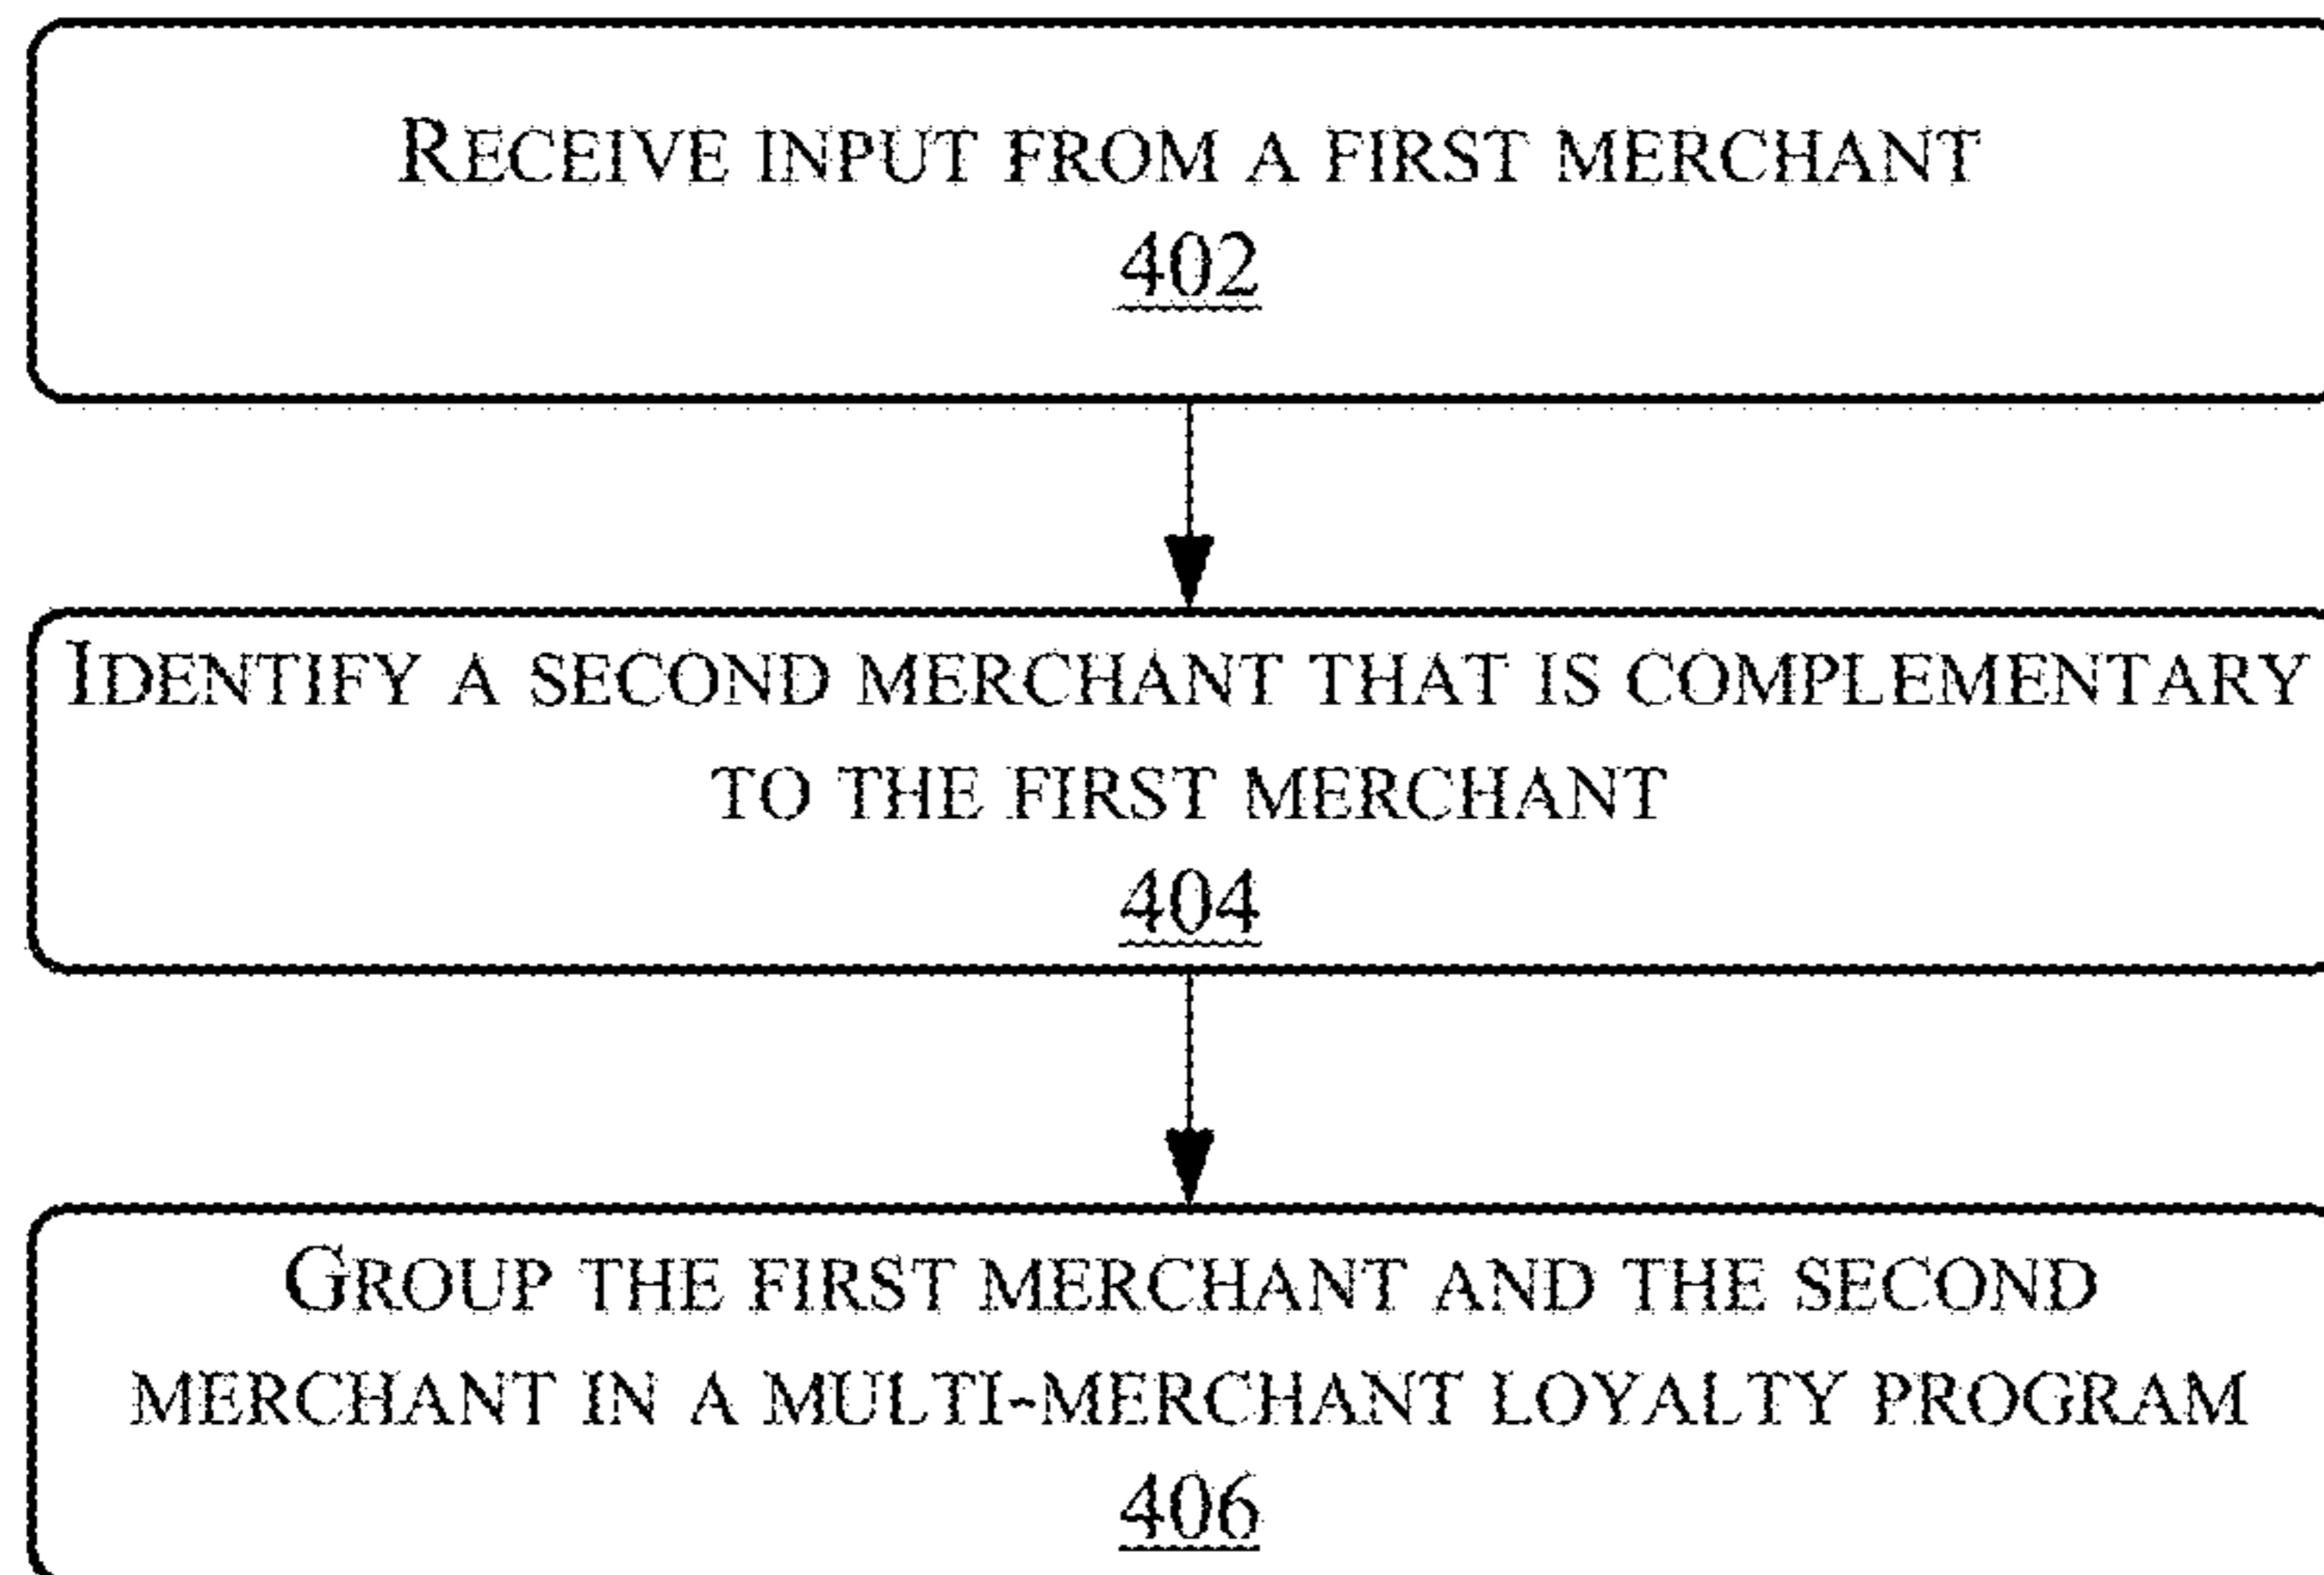 RECEIVE INPUT FROM A FIRST MERCHANT
402
IDENTIFY A SECOND MERCHANT THAT IS COMPLEMENTARY
TO THE FIRST MERCHANT
404
GROUP THE FIRST MERCHANT AND THE SECOND
MERCHANT IN A MULTI-MERCHANT LOYALTY PROGRAM
406